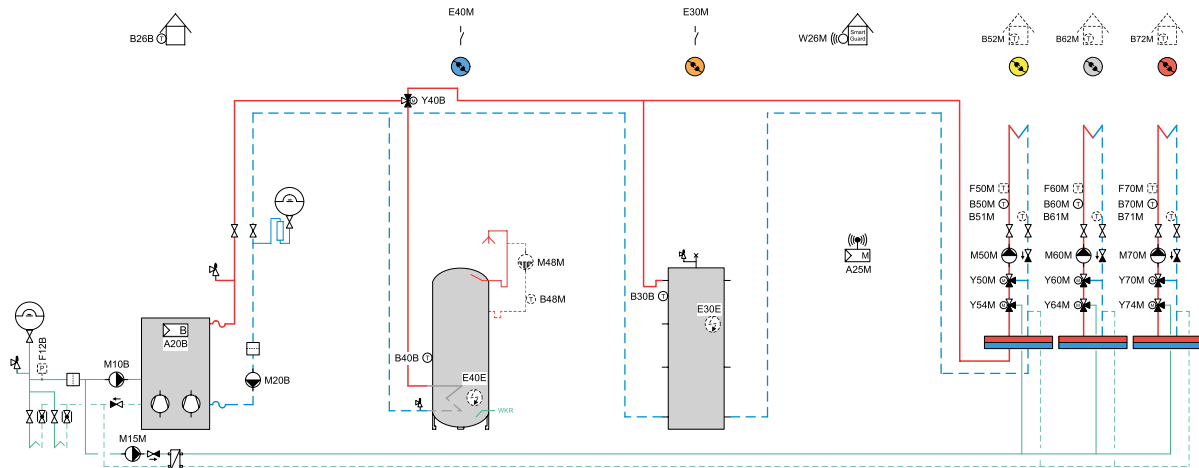 E40M
E30M
B26B
T
W26M
Smart
Guard
B52M
T
B62M
T
B72M
T
Y40B
F50M
T
F60M
T
F70M
T
B50M
T
B60M
T
B70M
T
B51M
T
B61M
T
B71M
T
M50M
M60M
M70M
M48M
M
A25M
Y50M
Y60M
Y70M
B48M
T
B30B
T
E30E
Y54M
Y64M
Y74M
B
A20B
F12B
P
M10B
M20B
B40B
T
E40E
WKR
M15M